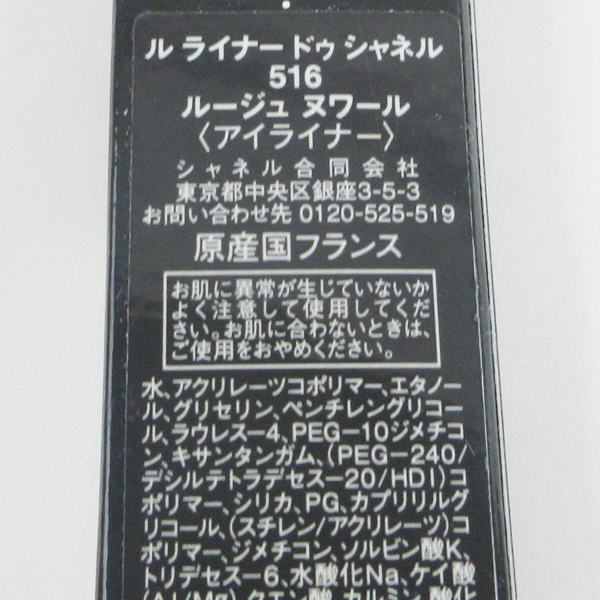 ル ライナー ドゥ シャネル
516
ルージュ ヌワール
〈アイライナー〉
シャネル合同会社
東京都中央区銀座3-5-3
お問い合わせ先 0120-525-519
原産国フランス
お肌に異常が生じていないか
よく注意して使用してくだ
さい。お肌に合わないときは、
ご使用をおやめください。
水、アクリレーツコポリマー、エタノー
ル、グリセリン、ペンチレングリコー
ル、ラウレス-4、PEG-10ジメチコ
ン、キサンタンガム、(PEG-240/
デシルテトラデセス-20/HDI)コ
ポリマー、シリカ、PG、カプリリルグ
リコール、(スチレン/アクリレーツ)コ
ポリマー、ジメチコン、ソルビン酸K、
トリデセス-6、水酸化Na、ケイ酸
(Al/Mg)、クエン酸、カルミン酸化